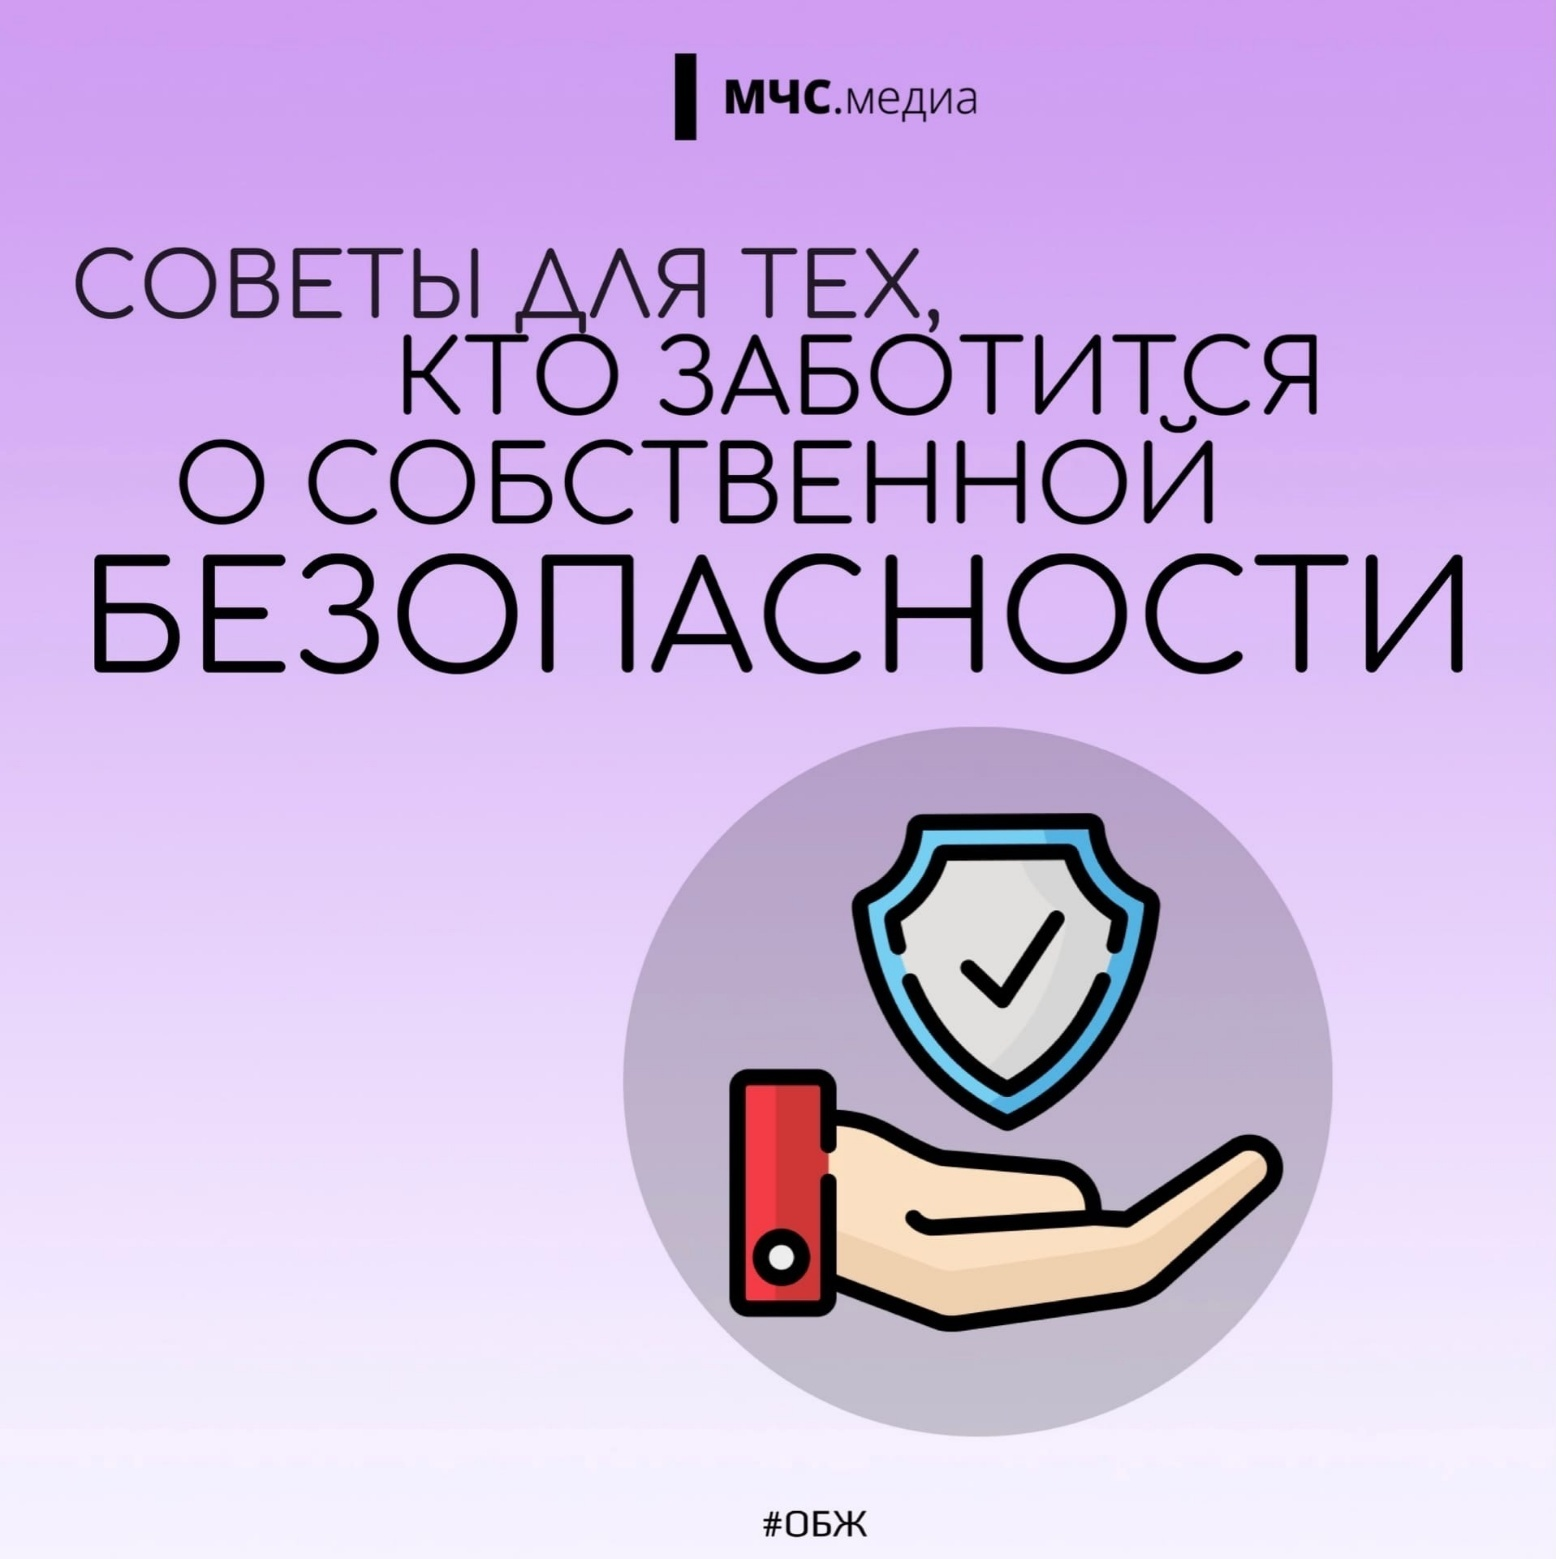 МЧС.медиа
СОВЕТЫ ДЛЯ ТЕХ,
КТО ЗАБОТИТСЯ
О СОБСТВЕННОЙ
БЕЗОПАСНОСТИ
#ОБЖ